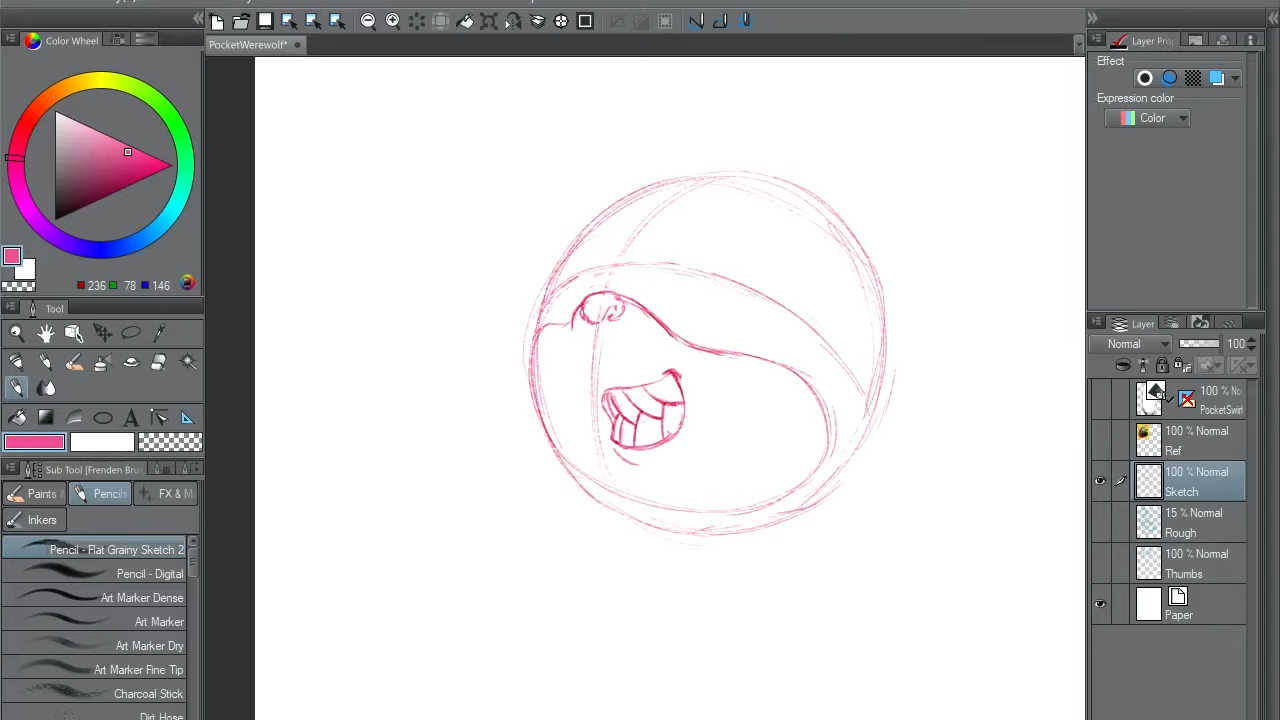 PocketWerewolf*
Color Wheel
Layer Prop
Effect
Expression color
Color
236 78 146
Tool
Layer
Normal 100
100 % No
PocketSwirl
100 % Normal
Ref
100 % Normal
Sketch
15 % Normal
Rough
100 % Normal
Thumbs
Paper
Sub Tool (Frenden Brus
Paints &
Pencils
FX & M
Inkers
Pencil - Flat Grainy Sketch 2
Pencil - Digital
Art Marker Dense
Art Marker
Art Marker Dry
Art Marker Fine Tip
Charcoal Stick
Dirt Hose